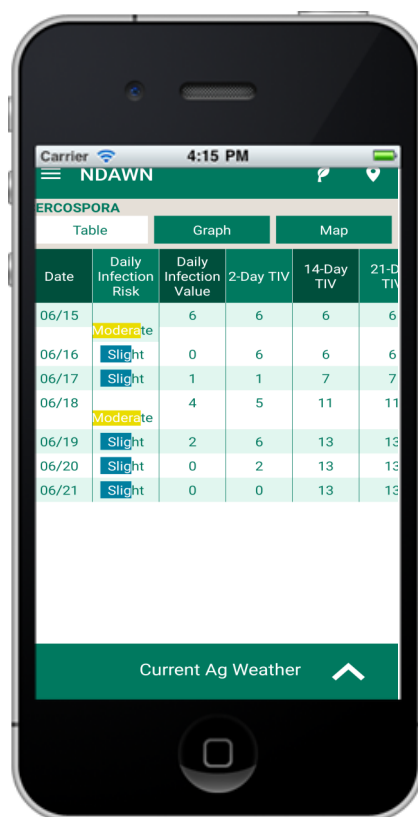 Carrier 4:15 PM
NDAWN
ERCOSPORA
Table Graph Map
Date Daily Infection Risk Daily Infection Value 2-Day TIV 14-Day TIV 21-D TIV
06/15 Moderate 6 6 6 6
06/16 Slight 0 6 6 6
06/17 Slight 1 1 7 7
06/18 Moderate 4 5 11 11
06/19 Slight 2 6 13 13
06/20 Slight 0 2 13 13
06/21 Slight 0 0 13 13
Current Ag Weather